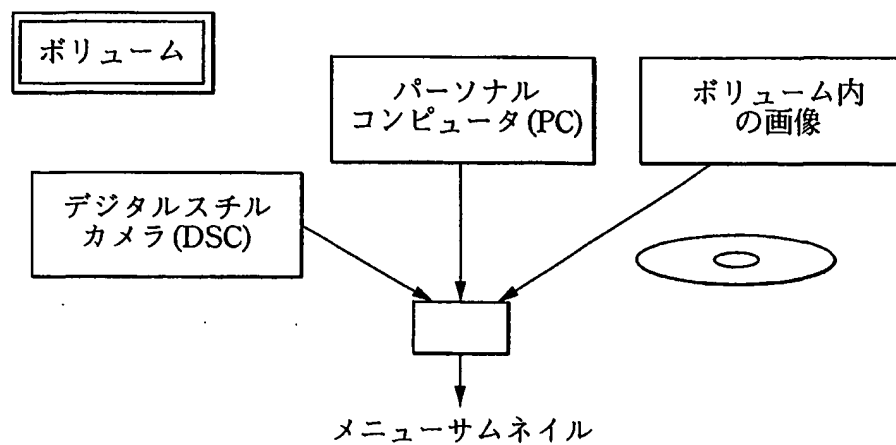 ボリューム
パーソナル
コンピュータ(PC)
ボリューム内
の画像
デジタルスチル
カメラ(DSC)
メニューサムネイル